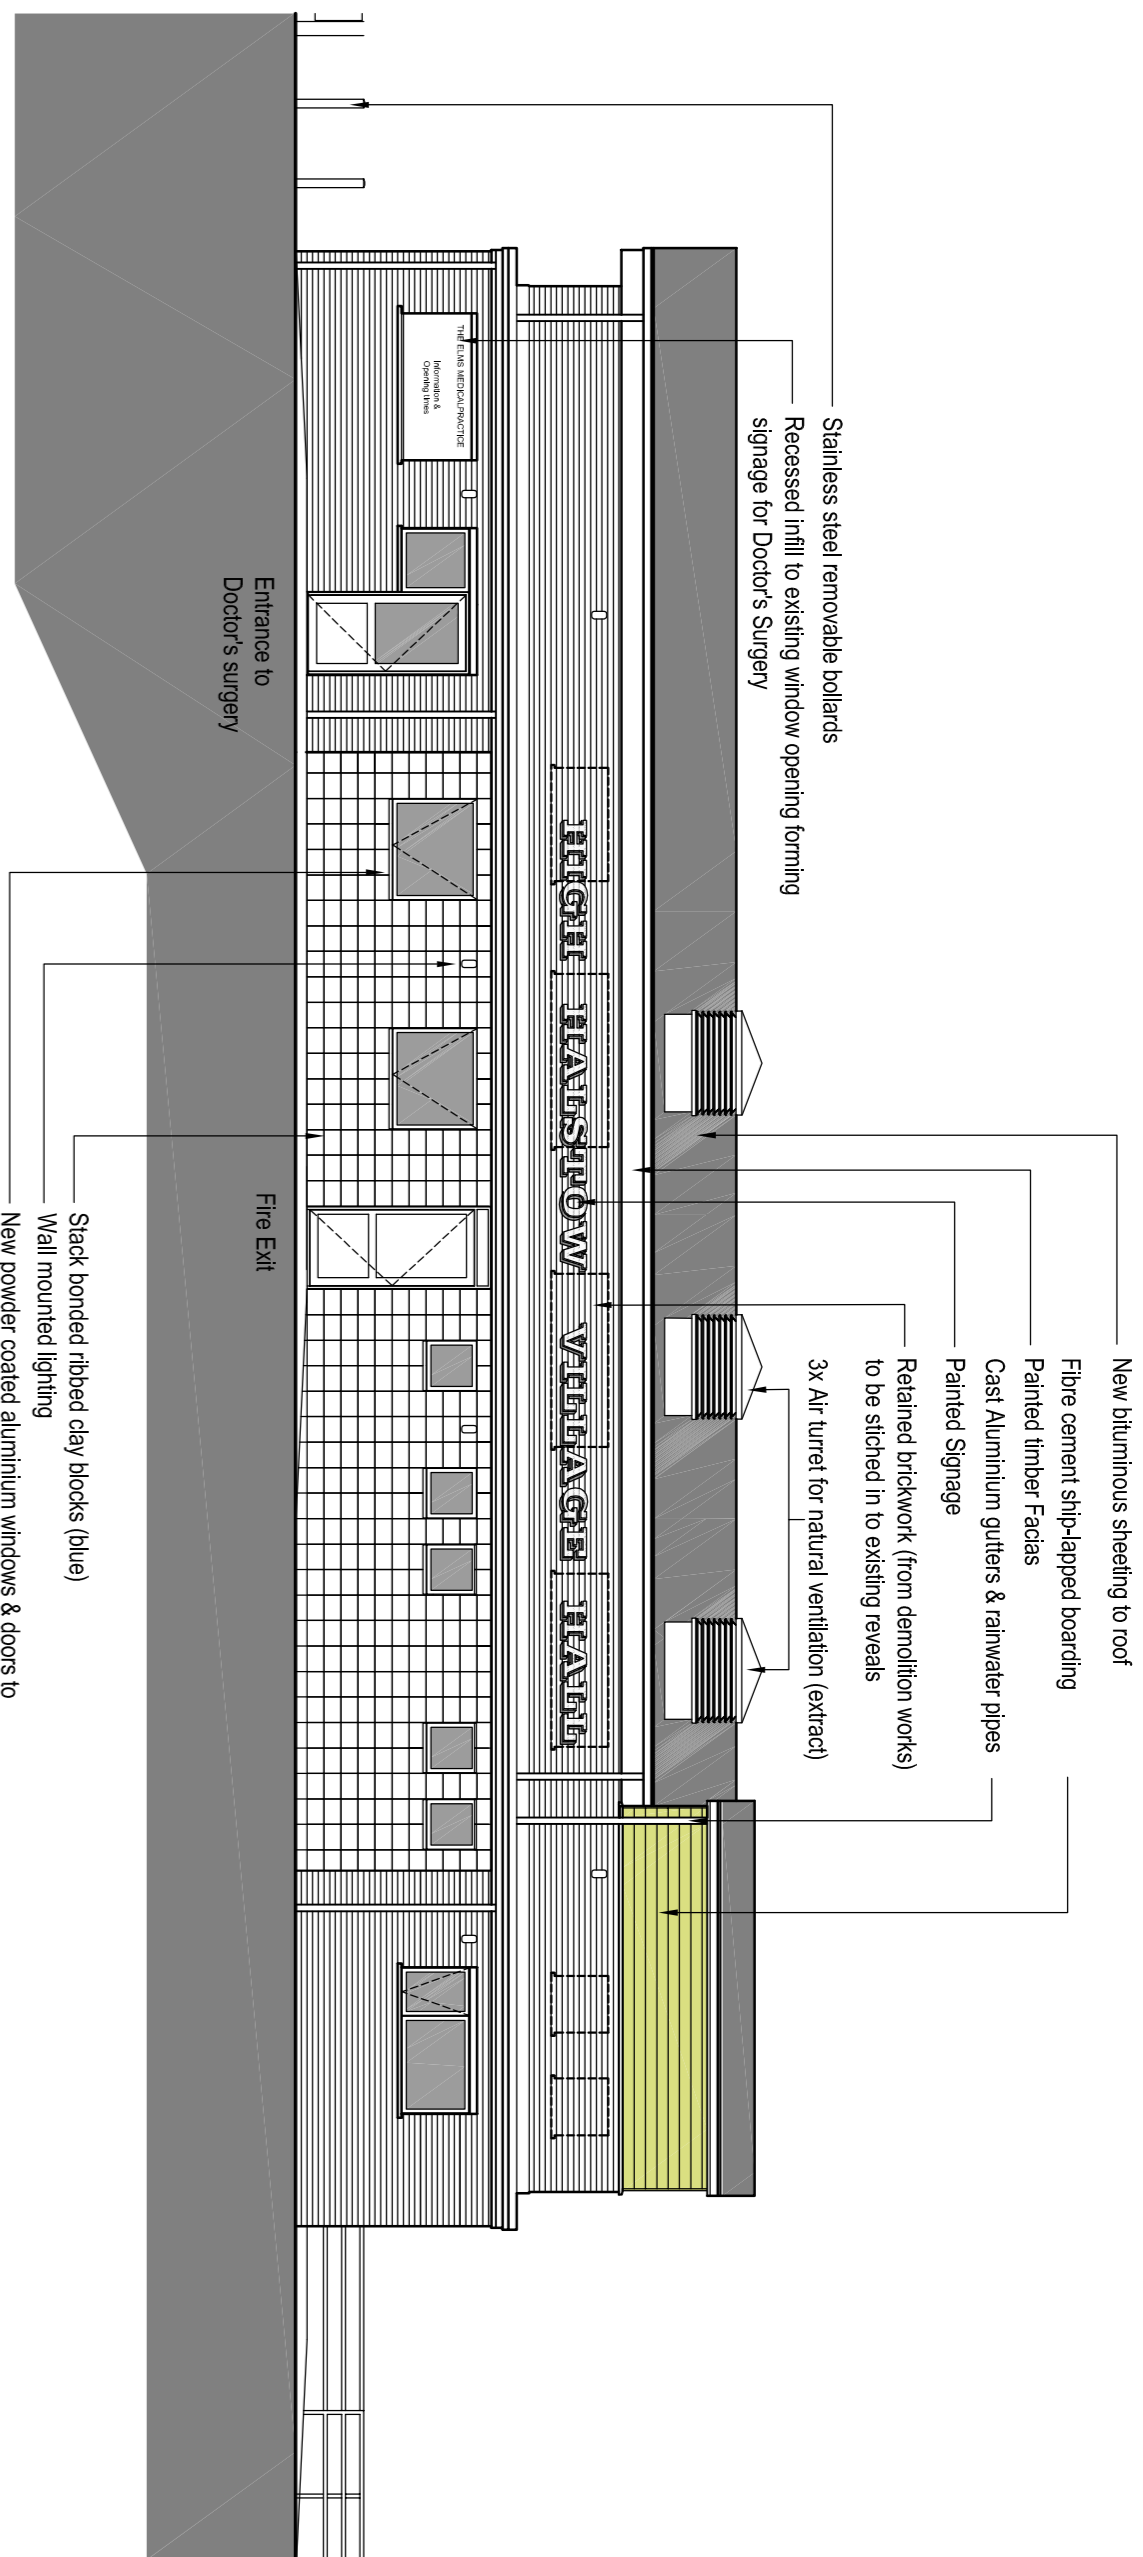 New bituminous sheeting to roof
Fibre cement ship-lapped boarding
Painted timber Facias
Cast Aluminium gutters & rainwater pipes
Painted Signage
Retained brickwork (from demolition works)
to be stiched in to existing reveals
3x Air turret for natural ventilation (extract)
Stainless steel removable bollards
Recessed infill to existing window opening forming
signage for Doctor's Surgery
HIGH HALSTOW VILLAGE HALL
THE ELMS MEDICALPRACTICE
Information &
Opening times
Entrance to
Doctor's surgery
Fire Exit
Stack bonded ribbed clay blocks (blue)
Wall mounted lighting
New powder coated aluminium windows & doors to